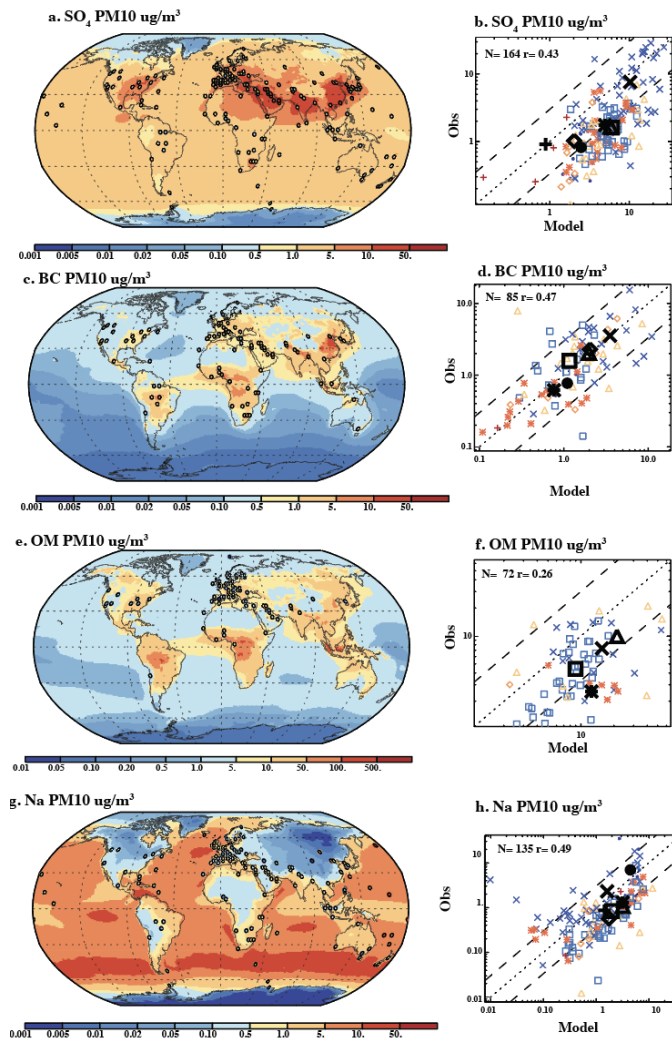 a. SO4 PM10 ug/m³
b. SO4 PM10 ug/m³
N= 164 r= 0.43
10
1
Obs
1
10
Model
0.001 0.005 0.01 0.02 0.05 0.1 0.5 1.0 5. 10. 50.
c. BC PM10 ug/m³
d. BC PM10 ug/m³
N= 85 r= 0.47
10.0
1.0
0.1
Obs
0.1
1.0
10.0
Model
0.001 0.005 0.01 0.02 0.05 0.1 0.5 1.0 5. 10. 50.
e. OM PM10 ug/m³
f. OM PM10 ug/m³
N= 72 r= 0.26
10
Obs
10
Model
0.01 0.05 0.10 0.20 0.50 1.0 5. 10. 50. 100. 500.
g. Na PM10 ug/m³
h. Na PM10 ug/m³
N= 135 r= 0.49
10
1
0.10
0.01
Obs
0.01
0.10
1
10
Model
0.001 0.005 0.01 0.02 0.05 0.1 0.5 1.0 5. 10. 50.